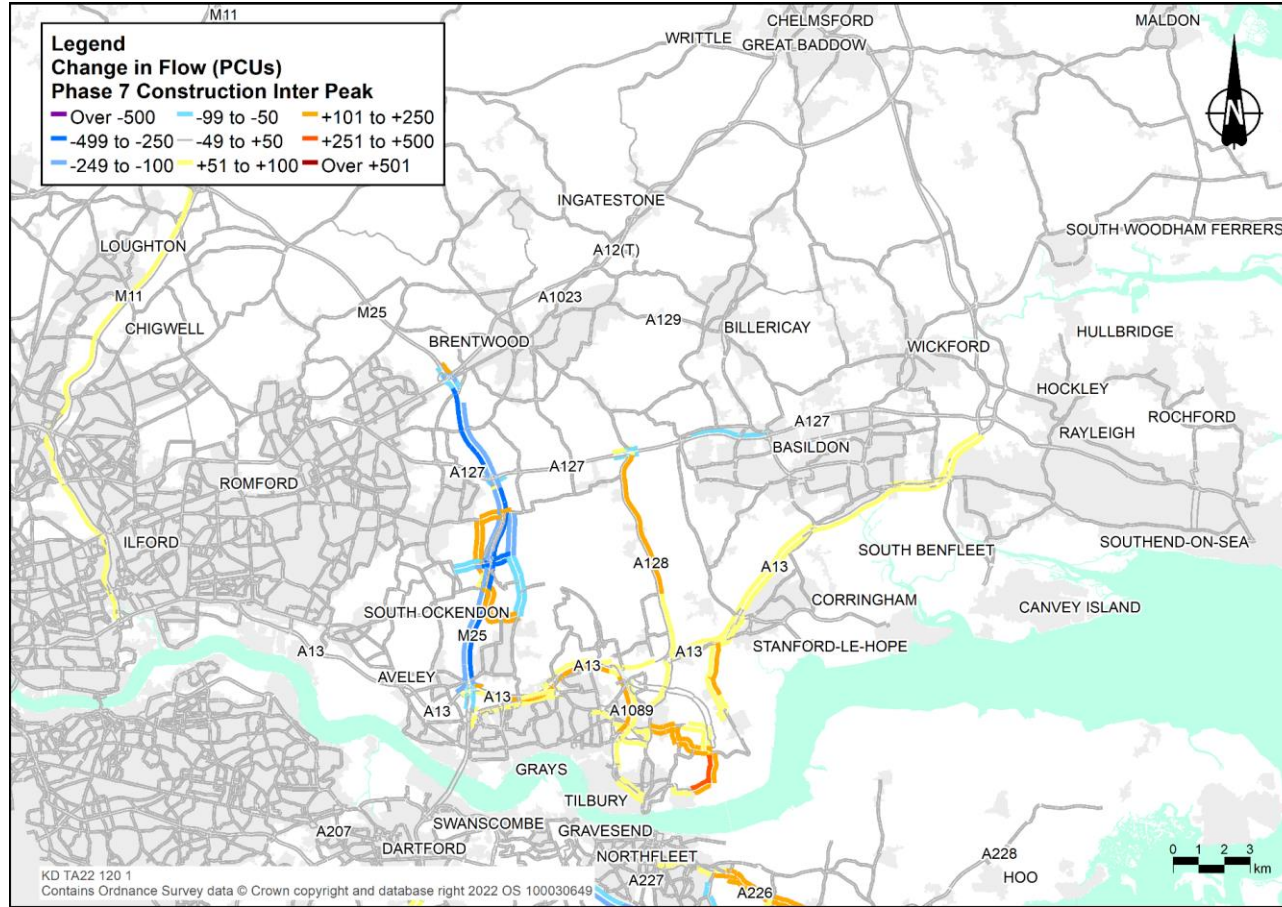 M11
CHELMSFORD
MALDON
WRITTLE
GREAT BADDOW
Legend
Change in Flow (PCUs)
Phase 7 Construction Inter Peak
Over -500
-99 to -50
+101 to +250
-499 to -250
-49 to +50
+251 to +500
-249 to -100
+51 to +100
Over +501
N
INGATESTONE
SOUTH WOODHAM FERRERS
LOUGHTON
A12(T)
M11
A1023
M25
CHIGWELL
A129
BILLERICAY
HULLBRIDGE
BRENTWOOD
WICKFORD
HOCKLEY
ROCHFORD
A127
RAYLEIGH
BASILDON
A127
A127
ROMFORD
ILFORD
SOUTHEND-ON-SEA
SOUTH BENFLEET
A128
A13
CORRINGHAM
CANVEY ISLAND
SOUTH OCKENDON
M25
STANFORD-LE-HOPE
A13
A13
A13
AVELEY
A13
A13
A1089
GRAYS
TILBURY
SWANSCOMBE
GRAVESEND
A207
DARTFORD
NORTHFLEET
A228
HOO
A227
A226
0 1 2 3
km
KD TA22 120 1
Contains Ordnance Survey data © Crown copyright and database right 2022 OS 100030649